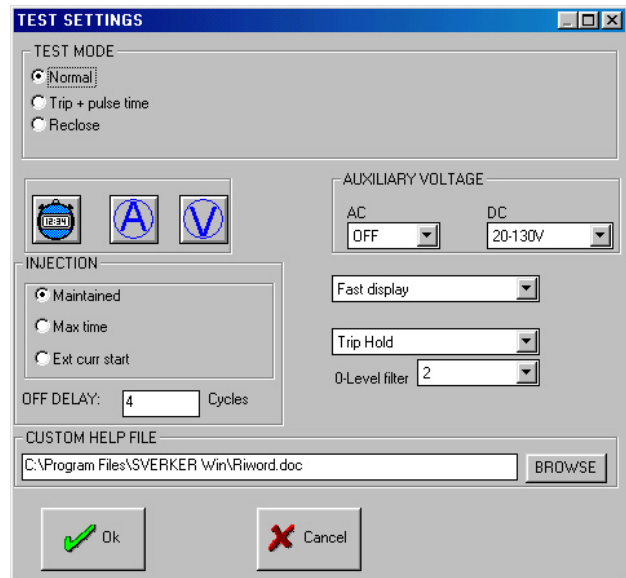 TEST SETTINGS
TEST MODE
Normal
Trip + pulse time
Reclose
12:34
A
V
AUXILIARY VOLTAGE
AC
DC
OFF
20-130V
INJECTION
Maintained
Max time
Ext curr start
OFF DELAY: 4 Cycles
Fast display
Trip Hold
0-Level filter 2
CUSTOM HELP FILE
C:\Program Files\SVERKER Win\Riword.doc
BROWSE
Ok
Cancel